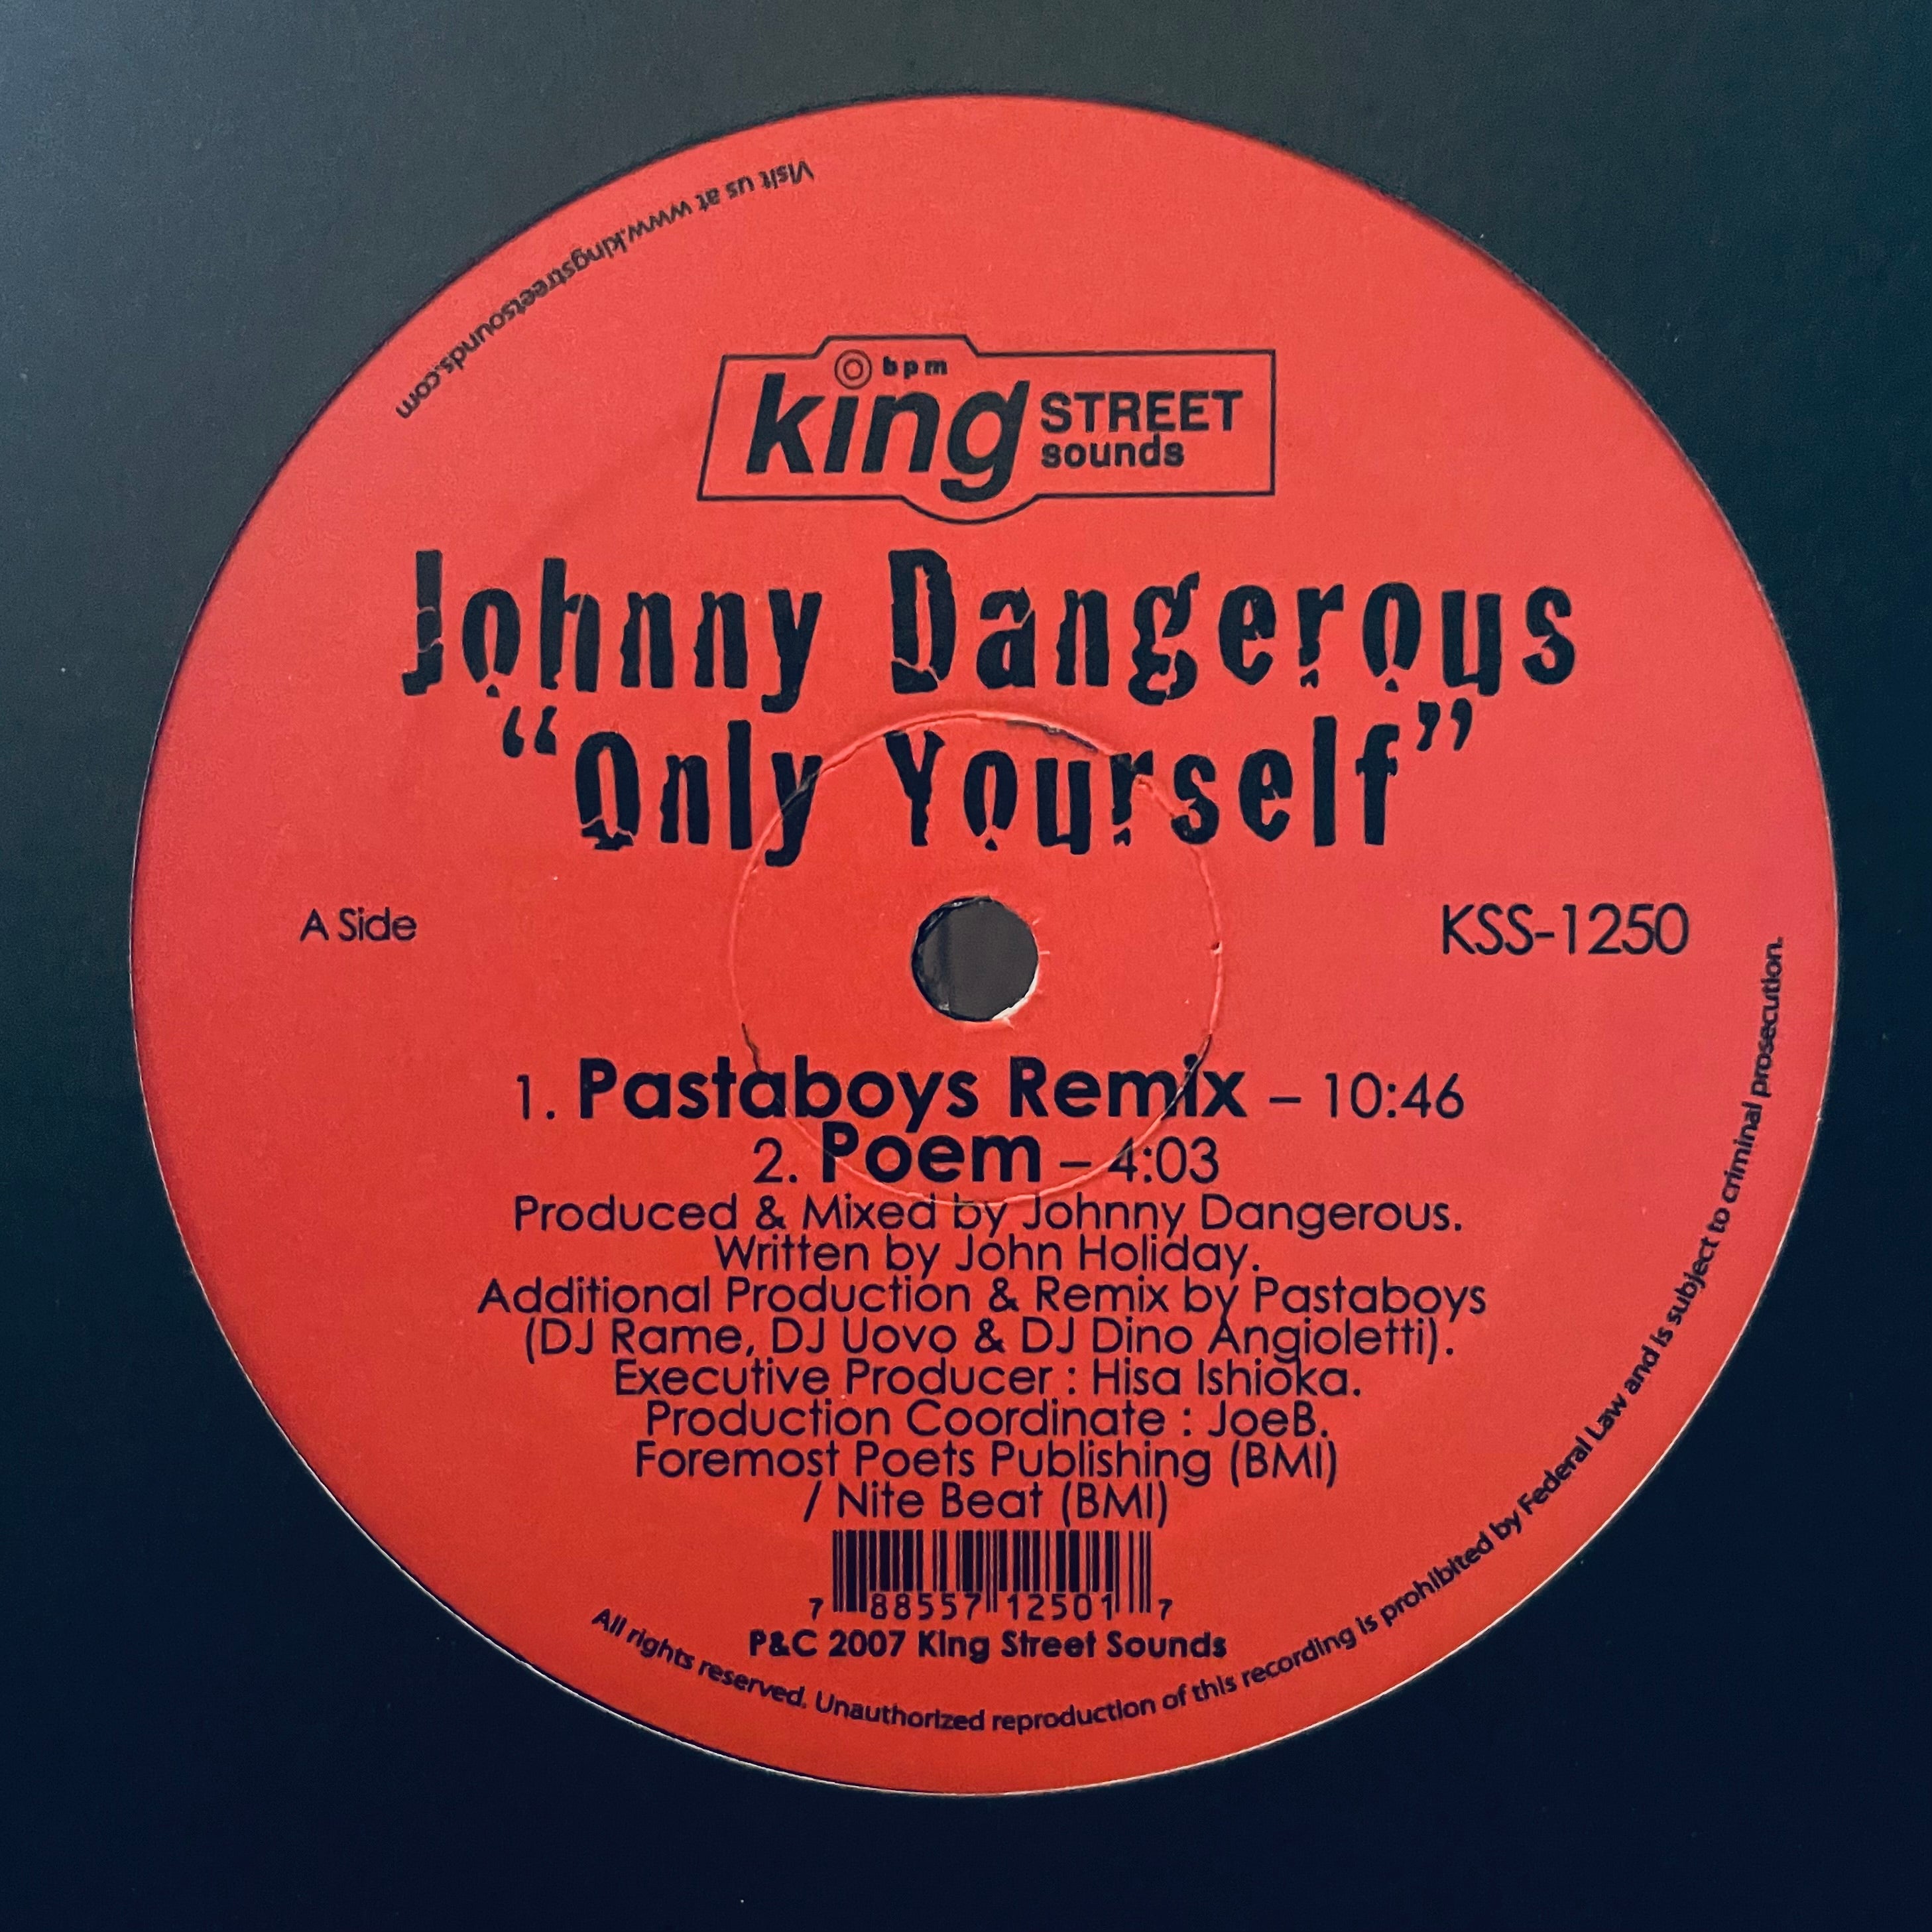 Visit us at www.kingstreetsounds.com
bpm
king STREET
sounds
Johnny Dangerous
“Only Yourself”
A Side
KSS-1250
1. Pastaboys Remix – 10:46
2. Poem – 4:03
Produced & Mixed by Johnny Dangerous.
Written by John Holiday.
Additional Production & Remix by Pastaboys
(DJ Rame, DJ Uovo & DJ Dino Angioletti).
Executive Producer : Hisa Ishioka.
Production Coordinate : JoeB.
Foremost Poets Publishing (BMI)
/ Nite Beat (BMI)
7 88557 12501 7
P&C 2007 King Street Sounds
All rights reserved. Unauthorized reproduction of this recording is prohibited by Federal Law and is subject to criminal prosecution.